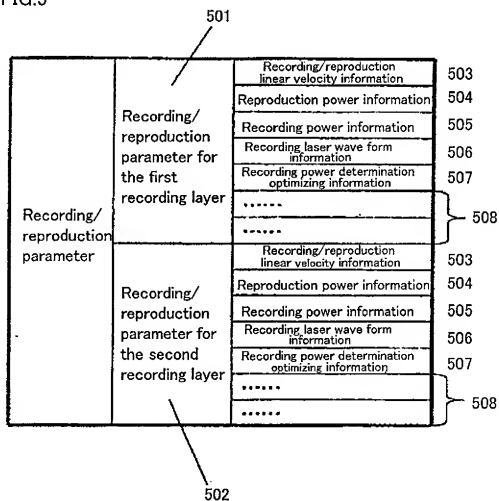 FIG.5
501
Recording/
reproduction
parameter
Recording/
reproduction
parameter for
the first
recording layer
Recording/reproduction
linear velocity information
503
Reproduction power information
504
Recording power information
505
Recording laser wave form
information
506
Recording power determination
optimizing information
507
......
......
508
Recording/
reproduction
parameter for
the second
recording layer
Recording/reproduction
linear velocity information
503
Reproduction power information
504
Recording power information
505
Recording laser wave form
information
506
Recording power determination
optimizing information
507
......
......
508
502